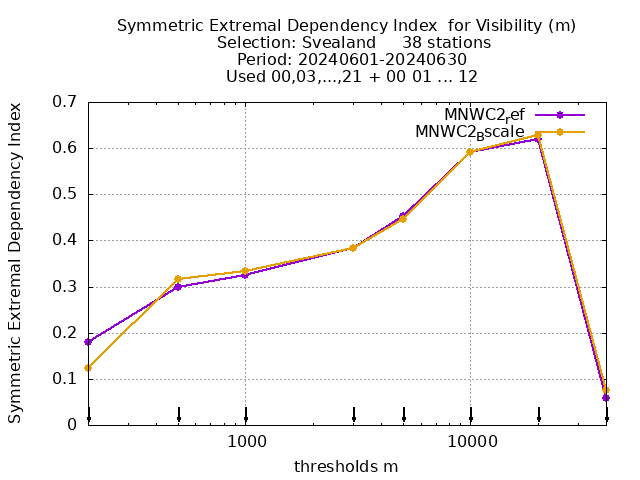 Symmetric Extremal Dependency Index  for Visibility (m)
Selection: Svealand     38 stations
Period: 20240601-20240630
Used 00,03,...,21 + 00 01 ... 12
Symmetric Extremal Dependency Index
0.7
0.6
0.5
0.4
0.3
0.2
0.1
0
MNWC2ref
MNWC2Bscale
1000
10000
thresholds m